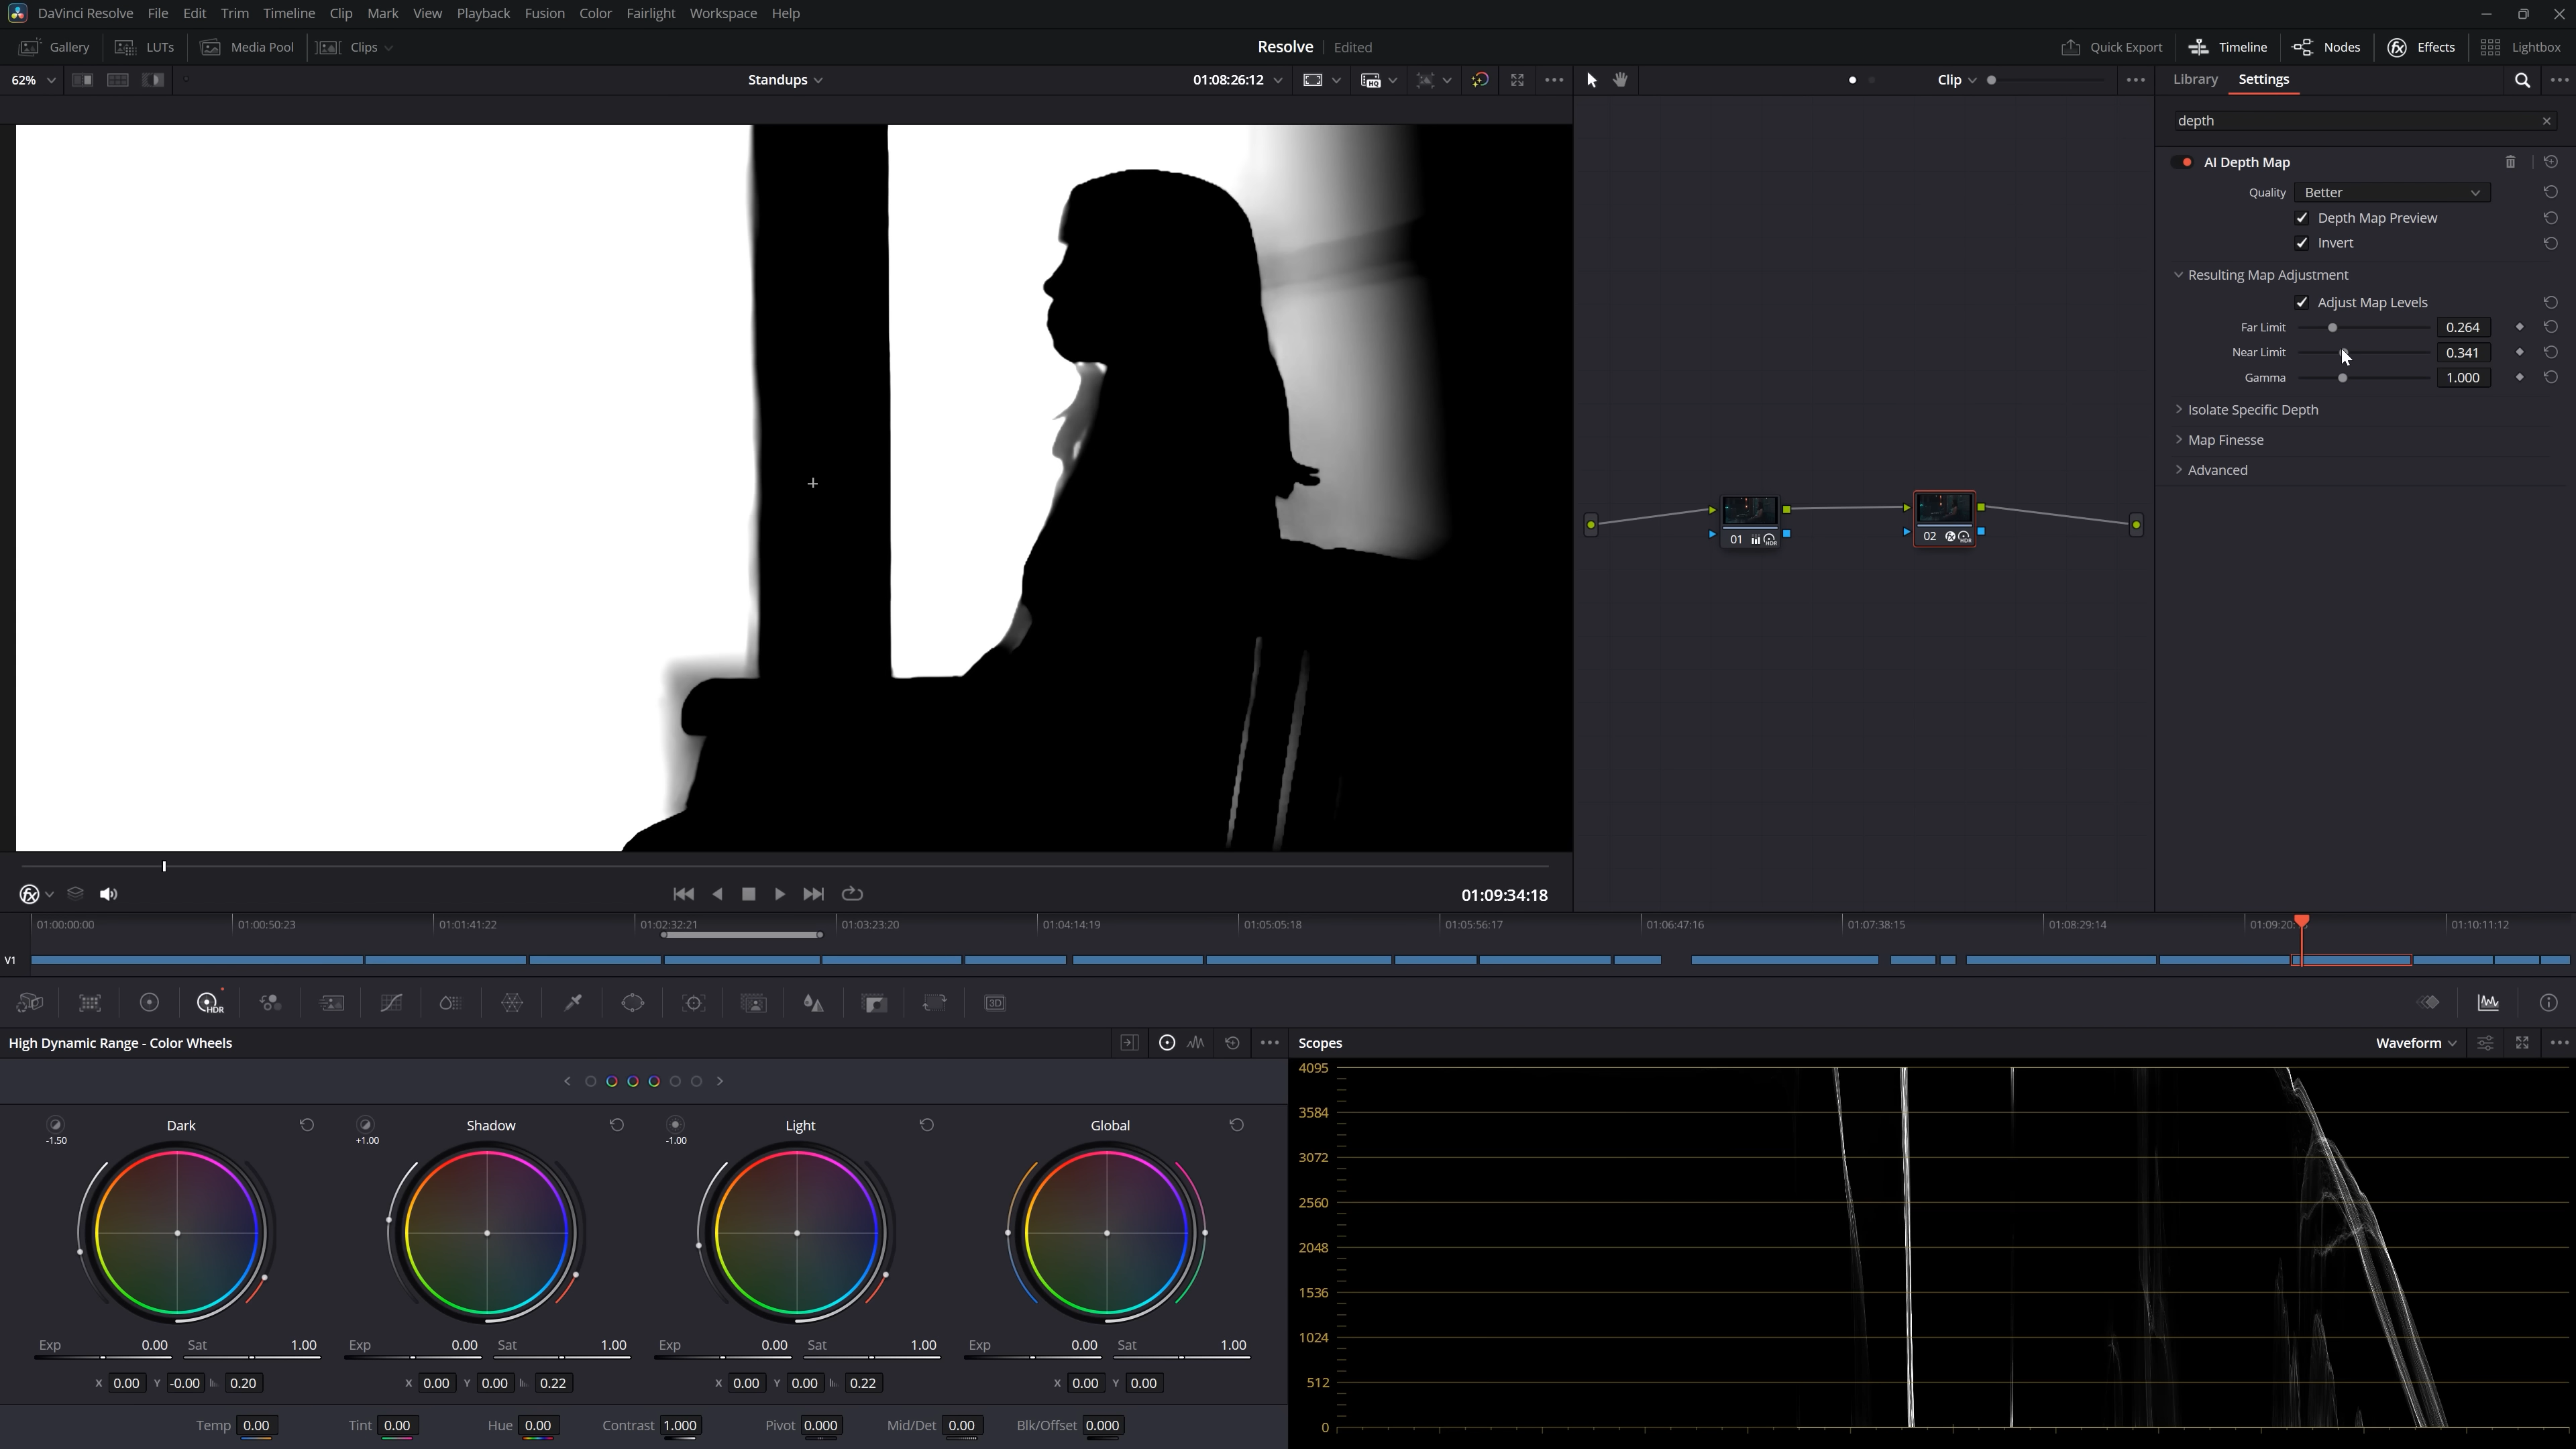 DaVinci Resolve File Edit Trim Timeline Clip Mark View Playback Fusion Color Fairlight Workspace Help
Gallery LUTs Media Pool Clips Resolve Edited Quick Export Timeline Nodes Effects Lightbox
62% Standups 01:08:26:12 Clip Library Settings
depth
AI Depth Map
Quality Better
Depth Map Preview
Invert
Resulting Map Adjustment
Adjust Map Levels
Far Limit 0.264
Near Limit 0.341
Gamma 1.000
Isolate Specific Depth
Map Finesse
Advanced
01 HDR 02 HDR
01:09:34:18
01:00:00:00 01:00:50:23 01:01:41:22 01:02:32:21 01:03:23:20 01:04:14:19 01:05:05:18 01:05:56:17 01:06:47:16 01:07:38:15 01:08:29:14 01:09:20: 01:10:11:12
V1
HDR 3D
High Dynamic Range - Color Wheels Scopes Waveform
Dark Shadow Light Global
-1.50 +1.00 -1.00
Exp 0.00 Sat 1.00 Exp 0.00 Sat 1.00 Exp 0.00 Sat 1.00 Exp 0.00 Sat 1.00
X 0.00 Y -0.00 0.20 X 0.00 Y 0.00 0.22 X 0.00 Y 0.00 0.22 X 0.00 Y 0.00
Temp 0.00 Tint 0.00 Hue 0.00 Contrast 1.000 Pivot 0.000 Mid/Det 0.00 Blk/Offset 0.000
4095
3584
3072
2560
2048
1536
1024
512
0